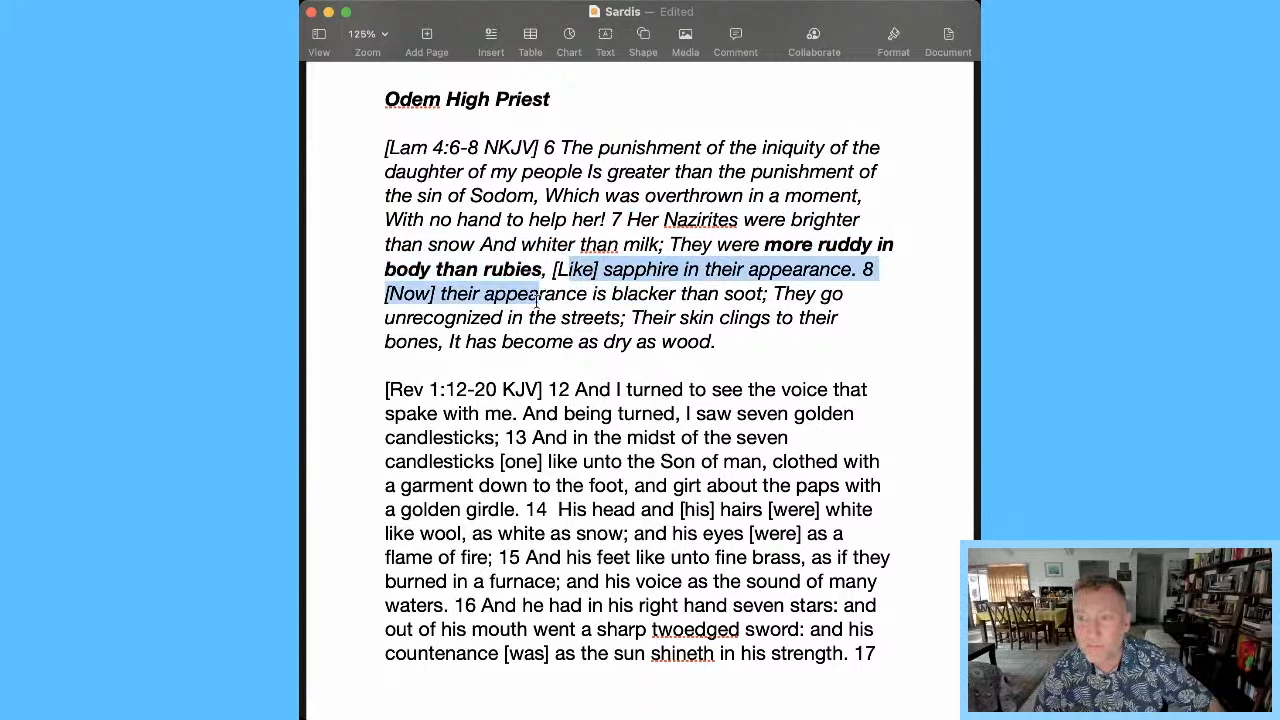 Sardis — Edited
125%
View Zoom Add Page Insert Table Chart Text Shape Media Comment Collaborate Format Document
Odem High Priest
[Lam 4:6-8 NKJV] 6 The punishment of the iniquity of the
daughter of my people Is greater than the punishment of
the sin of Sodom, Which was overthrown in a moment,
With no hand to help her! 7 Her Nazirites were brighter
than snow And whiter than milk; They were more ruddy in
body than rubies, [Like] sapphire in their appearance. 8
[Now] their appearance is blacker than soot; They go
unrecognized in the streets; Their skin clings to their
bones, It has become as dry as wood.
[Rev 1:12-20 KJV] 12 And I turned to see the voice that
spake with me. And being turned, I saw seven golden
candlesticks; 13 And in the midst of the seven
candlesticks [one] like unto the Son of man, clothed with
a garment down to the foot, and girt about the paps with
a golden girdle. 14 His head and [his] hairs [were] white
like wool, as white as snow; and his eyes [were] as a
flame of fire; 15 And his feet like unto fine brass, as if they
burned in a furnace; and his voice as the sound of many
waters. 16 And he had in his right hand seven stars: and
out of his mouth went a sharp twoedged sword: and his
countenance [was] as the sun shineth in his strength. 17